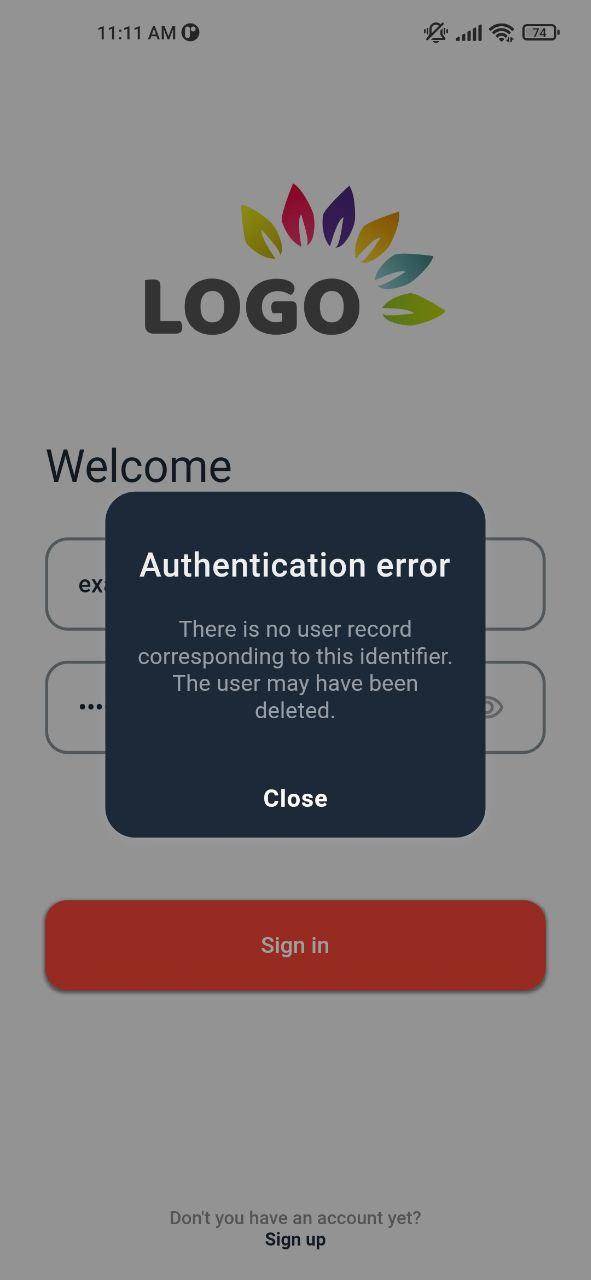 11:11 AM
74
LOGO
Welcome
Authentication error
There is no user record
corresponding to this identifier.
The user may have been
deleted.
Close
Sign in
Don't you have an account yet?
Sign up